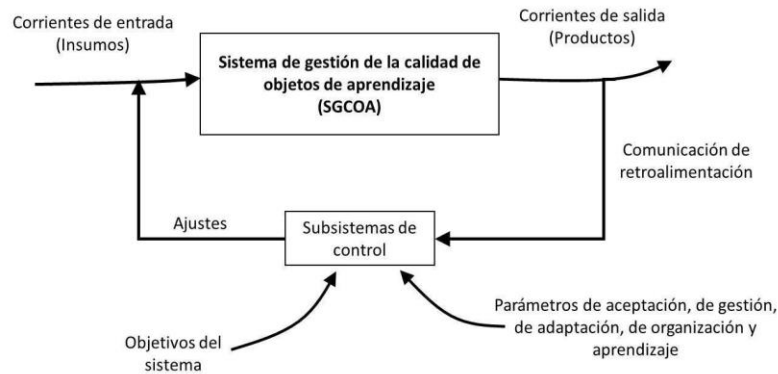 Corrientes de entrada
(Insumos)
Sistema de gestión de la calidad de
objetos de aprendizaje
(SGCOA)
Corrientes de salida
(Productos)
Comunicación de
retroalimentación
Ajustes
Subsistemas de
control
Objetivos del
sistema
Parámetros de aceptación, de gestión,
de adaptación, de organización y
aprendizaje